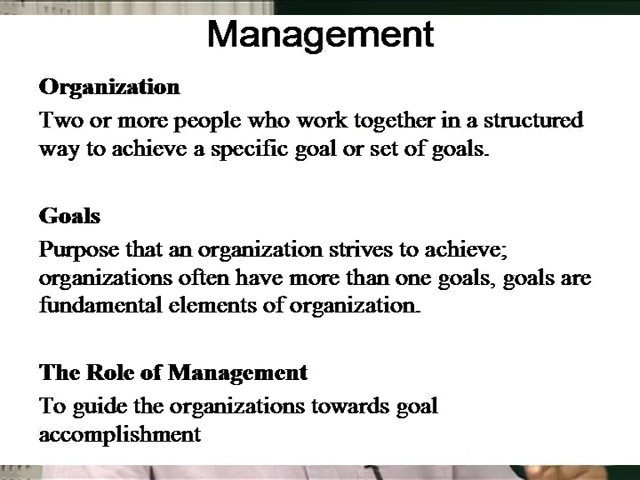 Management
Organization
Two or more people who work together in a structured
way to achieve a specific goal or set of goals.
Goals
Purpose that an organization strives to achieve;
organizations often have more than one goals, goals are
fundamental elements of organization.
The Role of Management
To guide the organizations towards goal
accomplishment